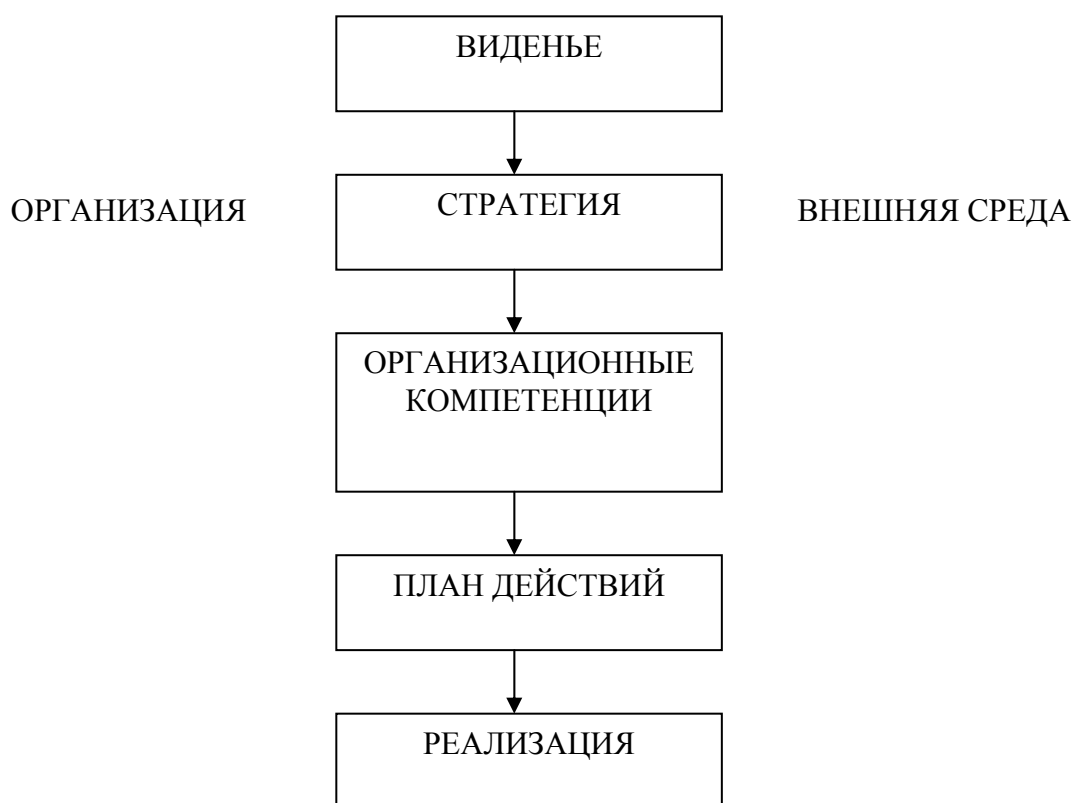 ВИДЕНЬЕ
ОРГАНИЗАЦИЯ
СТРАТЕГИЯ
ВНЕШНЯЯ СРЕДА
ОРГАНИЗАЦИОННЫЕ
КОМПЕТЕНЦИИ
ПЛАН ДЕЙСТВИЙ
РЕАЛИЗАЦИЯ